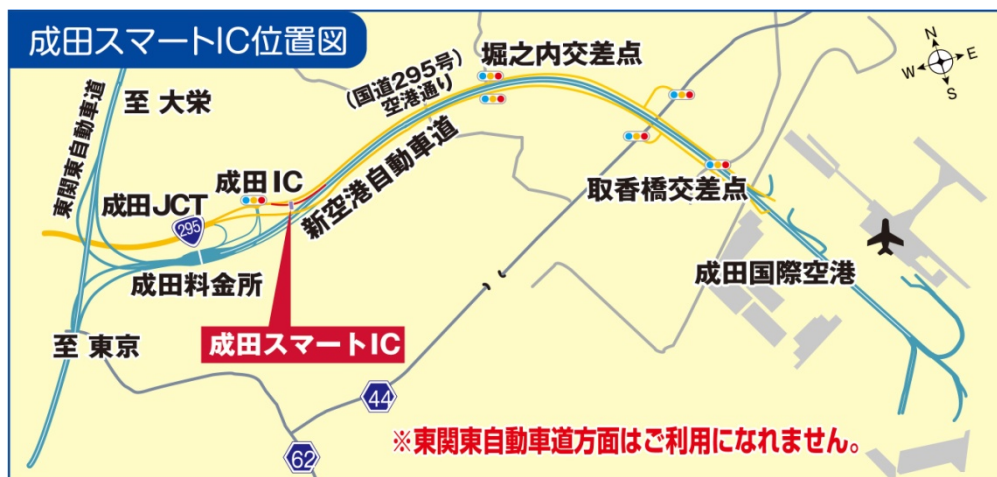 成田スマートIC位置図
N
E
W
S
東関東自動車道
至 大栄
(国道295号)
空港通り
堀之内交差点
成田IC
新空港自動車道
成田JCT
295
取香橋交差点
成田料金所
成田国際空港
至 東京
成田スマートIC
44
62
※東関東自動車道方面はご利用になれません。